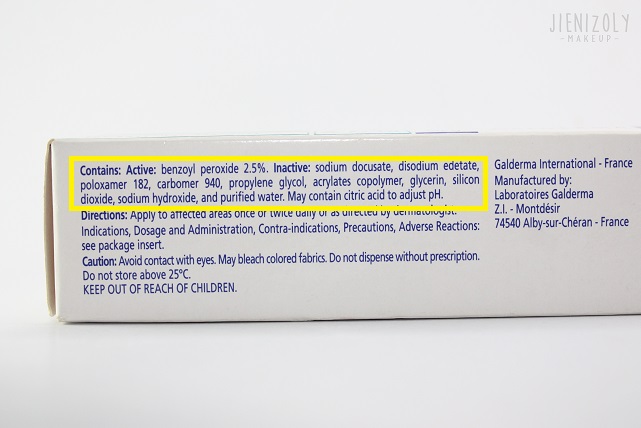 JIENIZOLY
-MAKEUP-
Contains: Active: benzoyl peroxide 2.5%. Inactive: sodium docusate, disodium edetate,
poloxamer 182, carbomer 940, propylene glycol, acrylates copolymer, glycerin, silicon
dioxide, sodium hydroxide, and purified water. May contain citric acid to adjust pH.
Directions: Apply to affected areas once or twice daily or as directed by dermatologist.
Indications, Dosage and Administration, Contra-indications, Precautions, Adverse Reactions:
see package insert.
Caution: Avoid contact with eyes. May bleach colored fabrics. Do not dispense without prescription.
Do not store above 25°C.
KEEP OUT OF REACH OF CHILDREN.
Galderma International - France
Manufactured by:
Laboratoires Galderma
Z.I. - Montdésir
74540 Alby-sur-Chéran - France